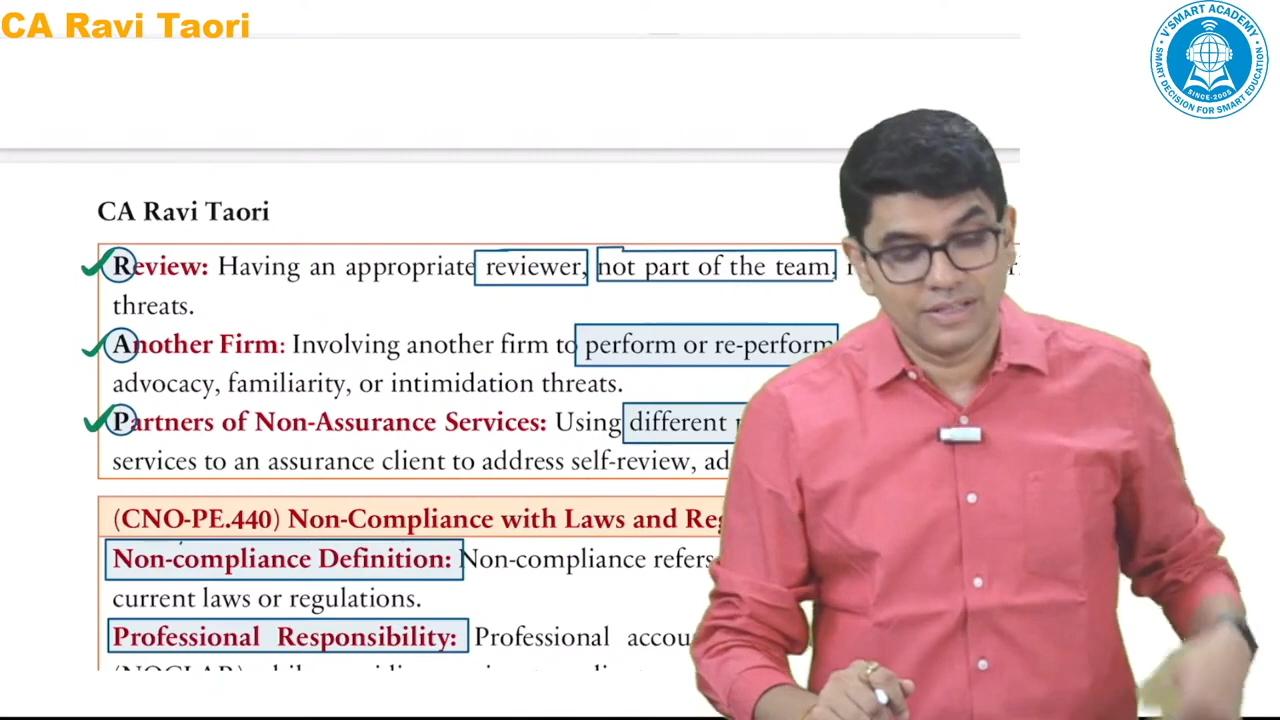 CA Ravi Taori
V'SMART ACADEMY
SMART DECISION FOR SMART EDUCATION
SINCE-2005
CA Ravi Taori
Review: Having an appropriate reviewer, not part of the team,
threats.
Another Firm: Involving another firm to perform or re-perform
advocacy, familiarity, or intimidation threats.
Partners of Non-Assurance Services: Using different
services to an assurance client to address self-review,
(CNO-PE.440) Non-Compliance with Laws and
Non-compliance Definition: Non-compliance refers
current laws or regulations.
Professional Responsibility: Professional